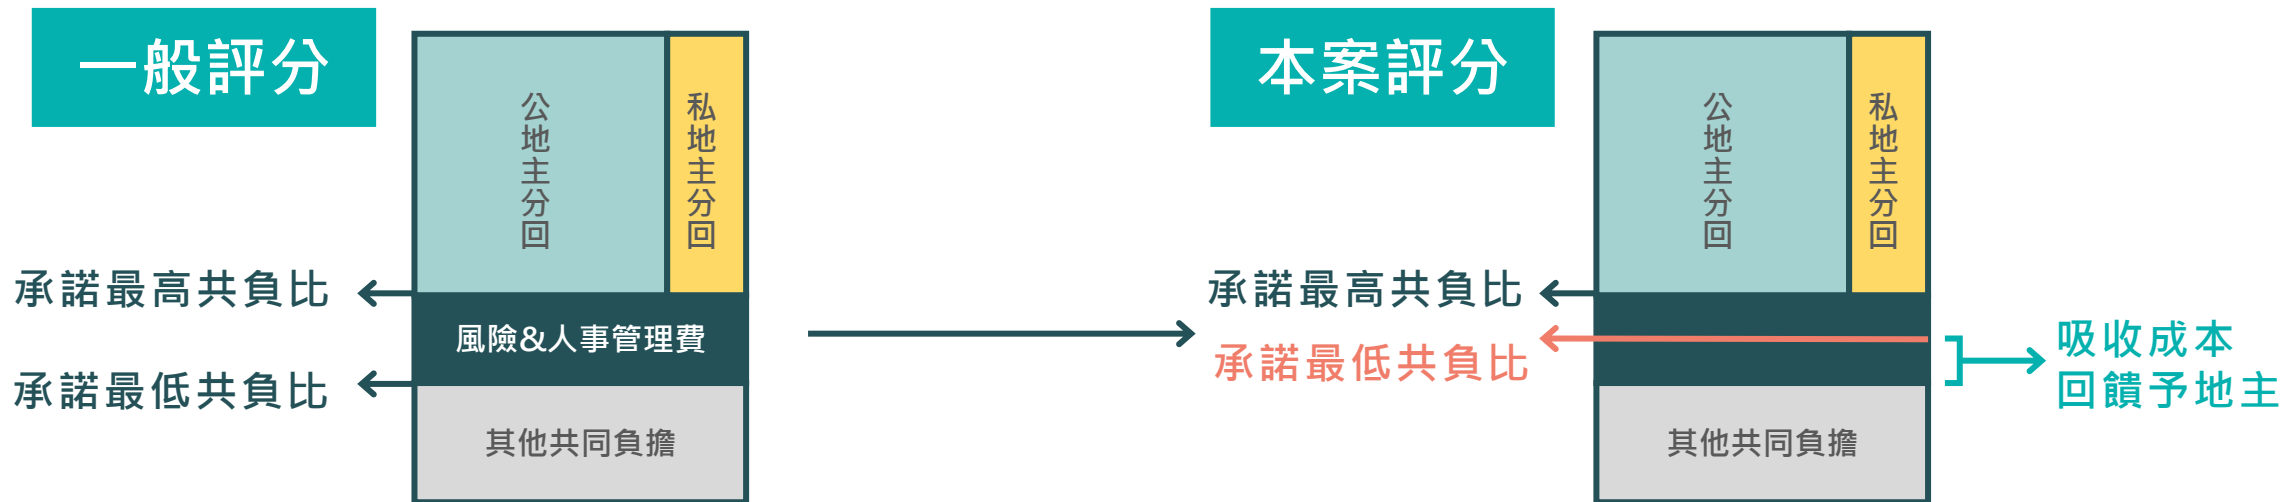 一般評分
公地主分回
私地主分回
承諾最高共負比
風險&人事管理費
承諾最低共負比
其他共同負擔
本案評分
公地主分回
私地主分回
承諾最高共負比
承諾最低共負比
其他共同負擔
吸收成本
回饋予地主